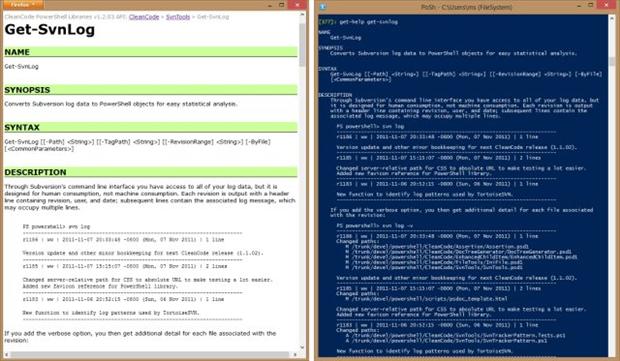 Firefox
CleanCode PowerShell Libraries v1.2.03 API: CleanCode > SvnTools > Get-SvnLog
Get-SvnLog
NAME
Get-SvnLog
SYNOPSIS
Converts Subversion log data to PowerShell objects for easy statistical analysis.
SYNTAX
Get-SvnLog [[-Path] <String>] [[-TagPath] <String>] [[-RevisionRange] <String>] [-ByFile]
[<CommonParameters>]
DESCRIPTION
Through Subversion's command line interface you have access to all of your log data, but it is
designed for human consumption, not machine consumption. Each revision is output with a header
line containing revision, user, and date; subsequent lines contain the associated log message, which
may occupy multiple lines.
PS powershell> svn log
------------------------------------------------------------------------
r1186 | ww | 2011-11-07 20:33:48 -0800 (Mon, 07 Nov 2011) | 1 line
Version update and other minor bookkeeping for next CleanCode release (1.1.02).
------------------------------------------------------------------------
r1185 | ww | 2011-11-07 15:15:07 -0800 (Mon, 07 Nov 2011) | 2 lines
Changed server-relative path for CSS to absolute URL to make testing a lot easier.
Added new favicon reference for PowerShell library.
------------------------------------------------------------------------
r1183 | ww | 2011-11-06 20:52:15 -0800 (Sun, 06 Nov 2011) | 1 line
New function to identify log patterns used by TortoiseSVN.
------------------------------------------------------------------------
If you add the verbose option, you then get additional detail for each file associated with the
revision:
PoSh - C:\Users\ms (FileSystem)
[377]: get-help get-svnlog
NAME
Get-SvnLog
SYNOPSIS
Converts Subversion log data to PowerShell objects for easy statistical analysis.
SYNTAX
Get-SvnLog [[-Path] <String>] [[-TagPath] <String>] [[-RevisionRange] <String>] [-ByFile]
[<CommonParameters>]
DESCRIPTION
Through Subversion's command line interface you have access to all of your log data, but
it is designed for human consumption, not machine consumption. Each revision is output
with a header line containing revision, user, and date; subsequent lines contain the
associated log message, which may occupy multiple lines.
PS powershell> svn log
------------------------------------------------------------------------
r1186 | ww | 2011-11-07 20:33:48 -0800 (Mon, 07 Nov 2011) | 1 line
Version update and other minor bookkeeping for next CleanCode release (1.1.02).
------------------------------------------------------------------------
r1185 | ww | 2011-11-07 15:15:07 -0800 (Mon, 07 Nov 2011) | 2 lines
Changed server-relative path for CSS to absolute URL to make testing a lot easier.
Added new favicon reference for PowerShell library.
------------------------------------------------------------------------
r1183 | ww | 2011-11-06 20:52:15 -0800 (Sun, 06 Nov 2011) | 1 line
New function to identify log patterns used by TortoiseSVN.
------------------------------------------------------------------------
If you add the verbose option, you then get additional detail for each file associated
with the revision:
PS powershell> svn log -v
------------------------------------------------------------------------
r1186 | ww | 2011-11-07 20:33:48 -0800 (Mon, 07 Nov 2011) | 1 line
Changed paths:
M /trunk/devel/powershell/CleanCode/Assertion/Assertion.psd1
M /trunk/devel/powershell/CleanCode/DocTreeGenerator/DocTreeGenerator.psd1
M /trunk/devel/powershell/CleanCode/EnhancedChildItem/EnhancedChildItem.psd1
M /trunk/devel/powershell/CleanCode/FileTools/IniFile.psd1
M /trunk/devel/powershell/CleanCode/SvnTools/SvnTools.psd1
Version update and other minor bookkeeping for next CleanCode release (1.1.02).
------------------------------------------------------------------------
r1185 | ww | 2011-11-07 15:15:07 -0800 (Mon, 07 Nov 2011) | 2 lines
Changed paths:
M /trunk/devel/powershell/scripts/psdoc_template.html
Changed server-relative path for CSS to absolute URL to make testing a lot easier.
Added new favicon reference for PowerShell library.
------------------------------------------------------------------------
r1183 | ww | 2011-11-06 20:52:15 -0800 (Sun, 06 Nov 2011) | 1 line
Changed paths:
A /trunk/devel/powershell/CleanCode/SvnTools/SvnTrackerPattern.Tests.ps1
A /trunk/devel/powershell/CleanCode/SvnTools/SvnTrackerPattern.ps1
New function to identify log patterns used by TortoiseSVN.